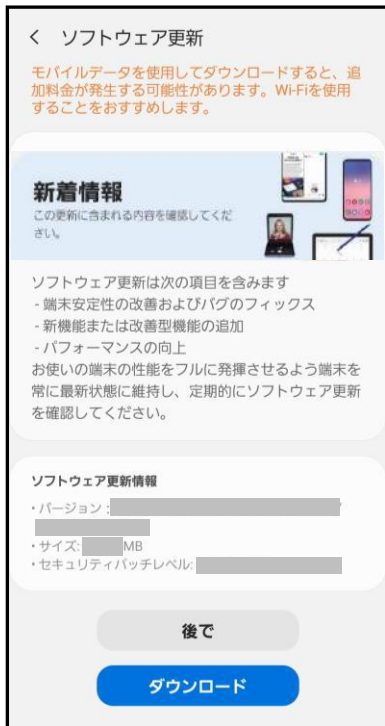 ソフトウェア更新
モバイルデータを使用してダウンロードすると、追
加料金が発生する可能性があります。Wi-Fiを使用
することをおすすめします。
新着情報
この更新に含まれる内容を確認してくだ
さい。
ソフトウェア更新は次の項目を含みます
- 端末安定性の改善およびバグのフィックス
- 新機能または改善型機能の追加
- パフォーマンスの向上
お使いの端末の性能をフルに発揮させるよう端末を
常に最新状態に維持し、定期的にソフトウェア更新
を確認してください。
ソフトウェア更新情報
・バージョン : /
・サイズ: MB
・セキュリティパッチレベル:
後で
ダウンロード